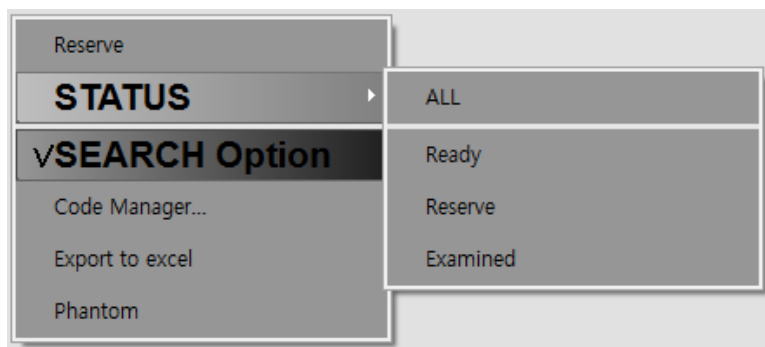 Reserve
STATUS
√SEARCH Option
Code Manager...
Export to excel
Phantom
ALL
Ready
Reserve
Examined